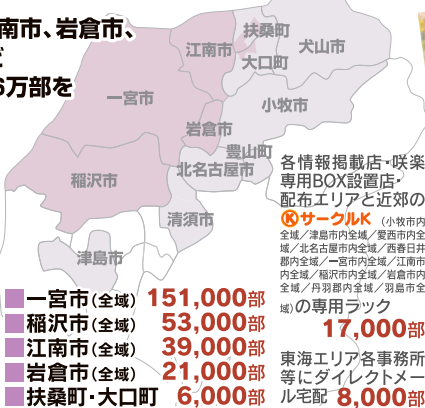 南市、岩倉市、
6万部を
扶桑町
江南市
犬山市
大口町
一宮市
小牧市
岩倉市
豊山町
北名古屋市
稲沢市
清須市
津島市
一宮市(全域) 151,000部
稲沢市(全域) 53,000部
江南市(全域) 39,000部
岩倉市(全域) 21,000部
扶桑町・大口町 6,000部
各情報掲載店・咲楽
専用BOX設置店・
配布エリアと近郊の
ⓀサークルK (小牧市内
全域/津島市内全域/愛西市内全
域/北名古屋市内全域/西春日井
郡内全域/一宮市内全域/江南市
内全域/稲沢市内全域/岩倉市内
全域/丹羽郡内全域/羽島市全
域)の専用ラック
17,000部
東海エリア各事務所
等にダイレクトメー
ル宅配 8,000部